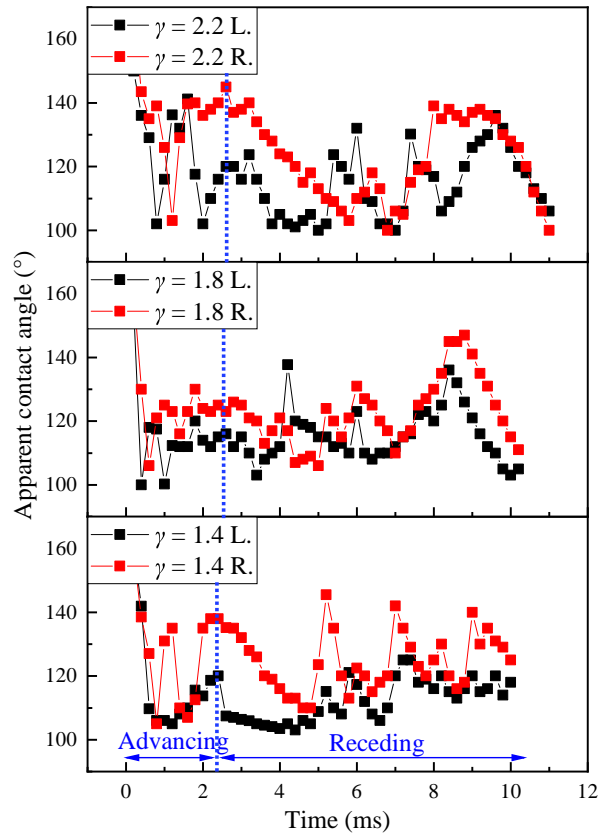 160
140
120
100
γ = 2.2 L.
γ = 2.2 R.
160
140
120
100
γ = 1.8 L.
γ = 1.8 R.
Apparent contact angle (°)
160
140
120
100
γ = 1.4 L.
γ = 1.4 R.
Advancing
Receding
0 2 4 6 8 10 12
Time (ms)